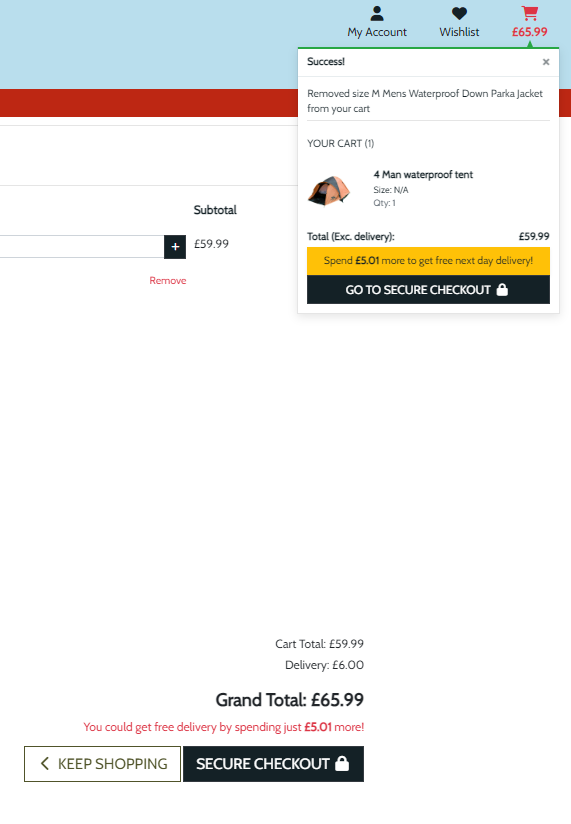 My Account
Wishlist
£65.99
Success!
×
Removed size M Mens Waterproof Down Parka Jacket
from your cart
YOUR CART (1)
4 Man waterproof tent
Size: N/A
Qty: 1
Total (Exc. delivery): £59.99
Spend £5.01 more to get free next day delivery!
GO TO SECURE CHECKOUT
Subtotal
+ £59.99
Remove
Cart Total: £59.99
Delivery: £6.00
Grand Total: £65.99
You could get free delivery by spending just £5.01 more!
KEEP SHOPPING SECURE CHECKOUT